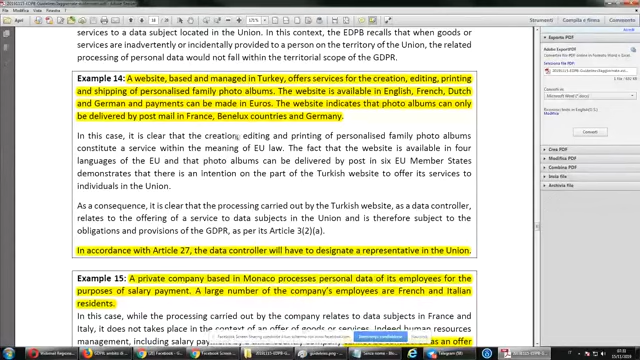 Strumenti
Compila e firma
Commento
services to a data subject located in the Union. In this context, the EDPB recalls that when goods or
services are inadvertently or incidentally provided to a person on the territory of the Union, the
related processing of personal data would not fall within the territorial scope of the GDPR.
Example 14: A website, based and managed in Turkey, offers services for the creation, editing, printing
and shipping of personalised family photo albums. The website is available in English, French, Dutch
and German and payments can be made in Euros. The website indicates that photo albums can only
be delivered by post mail in France, Benelux countries and Germany.
In this case, it is clear that the creation, editing and printing of personalised family photo albums
constitute a service within the meaning of EU law. The fact that the website is available in four
languages of the EU and that photo albums can be delivered by post in six EU Member States
demonstrates that there is an intention on the part of the Turkish website to offer its services to
individuals in the Union.
As a consequence, it is clear that the processing carried out by the Turkish website, as a data controller,
relates to the offering of a service to data subjects in the Union and is therefore subject to the
obligations and provisions of the GDPR, as per its Article 3(2)(a).
In accordance with Article 27, the data controller will have to designate a representative in the Union.
Example 15: A private company based in Monaco processes personal data of its employees for the
purposes of salary payment. A large number of the company's employees are French and Italian
residents.
In this case, while the processing carried out by the company relates to data subjects in France and
Italy, it does not take place in the context of an offer of goods or services. Indeed human resources
management, including salary
as an offer
Esporta PDF
Adobe ExportPDF
Converti
Crea PDF
Modifica PDF
Combina PDF
Invia file
Archivia file